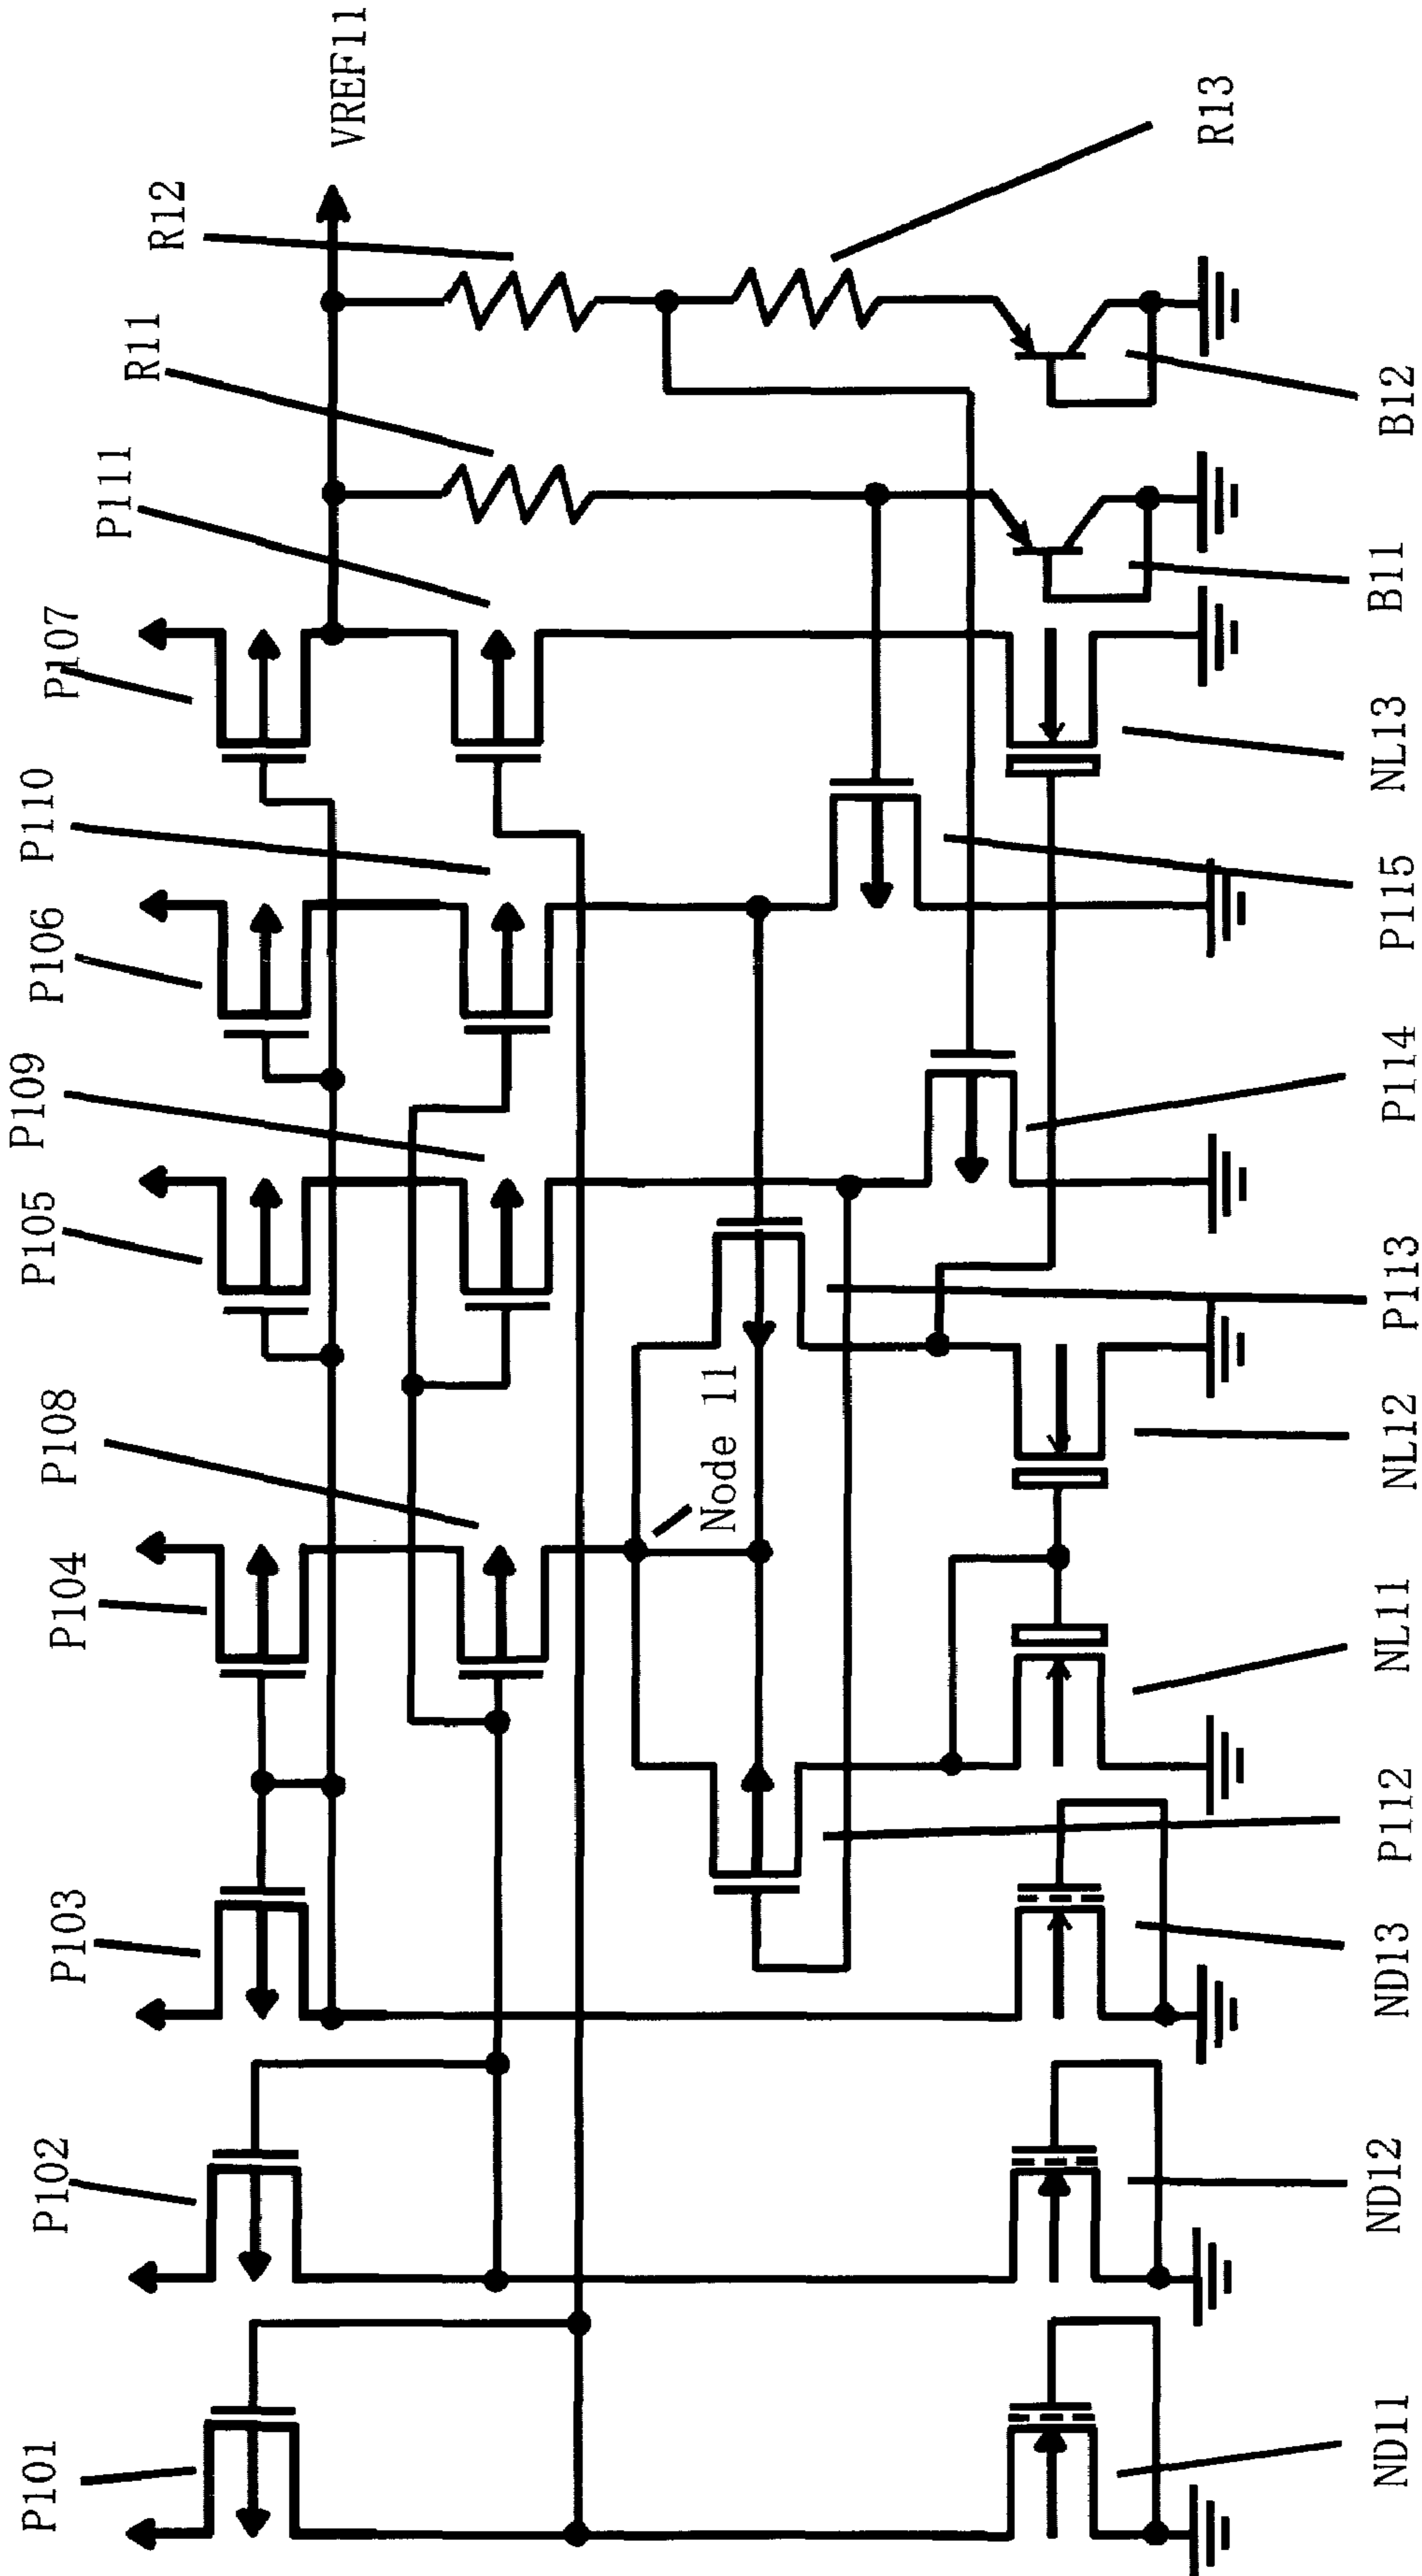 P101
P102
P103
P104
P108
P105
P109
P106
P110
P107
P111
R11
R12
VREF11
Node 11
ND11
ND12
ND13
P112
NL11
NL12
P113
P114
P115
NL13
B11
B12
R13